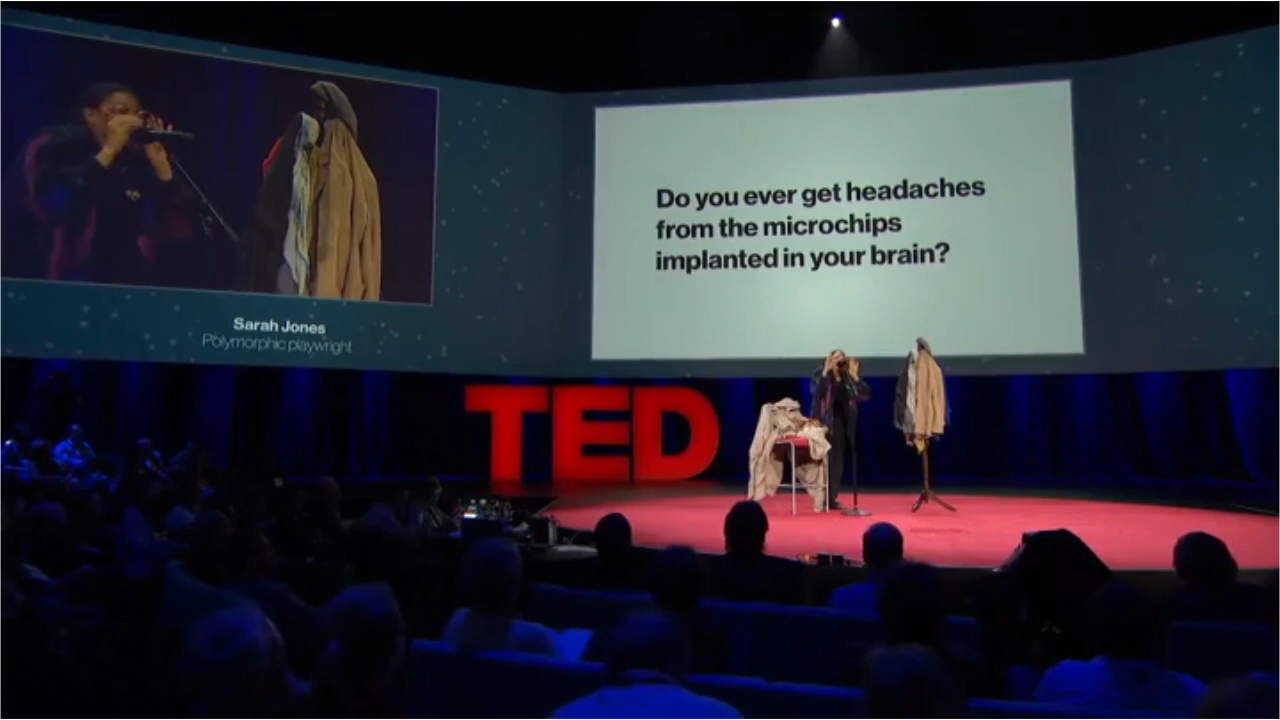 Do you ever get headaches
from the microchips
implanted in your brain?
Sarah Jones
Polymorphic playwright
TED